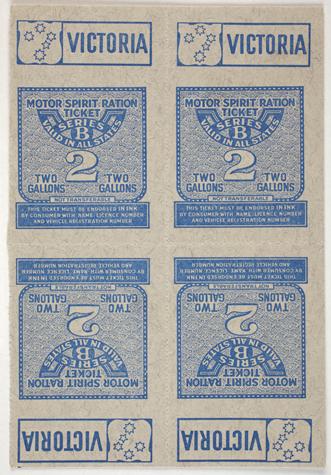 VICTORIA
MOTOR SPIRIT RATION
TICKET
SERIES
B
VALID IN ALL STATES
2
TWO GALLONS TWO GALLONS
NOT TRANSFERABLE
THIS TICKET MUST BE ENDORSED IN INK
BY CONSUMER WITH NAME, LICENCE NUMBER
AND VEHICLE REGISTRATION NUMBER
VICTORIA
MOTOR SPIRIT RATION
TICKET
SERIES
B
VALID IN ALL STATES
2
TWO GALLONS TWO GALLONS
NOT TRANSFERABLE
THIS TICKET MUST BE ENDORSED IN INK
BY CONSUMER WITH NAME, LICENCE NUMBER
AND VEHICLE REGISTRATION NUMBER
VICTORIA
MOTOR SPIRIT RATION
TICKET
SERIES
B
VALID IN ALL STATES
2
TWO GALLONS TWO GALLONS
NOT TRANSFERABLE
THIS TICKET MUST BE ENDORSED IN INK
BY CONSUMER WITH NAME, LICENCE NUMBER
AND VEHICLE REGISTRATION NUMBER
VICTORIA
MOTOR SPIRIT RATION
TICKET
SERIES
B
VALID IN ALL STATES
2
TWO GALLONS TWO GALLONS
NOT TRANSFERABLE
THIS TICKET MUST BE ENDORSED IN INK
BY CONSUMER WITH NAME, LICENCE NUMBER
AND VEHICLE REGISTRATION NUMBER